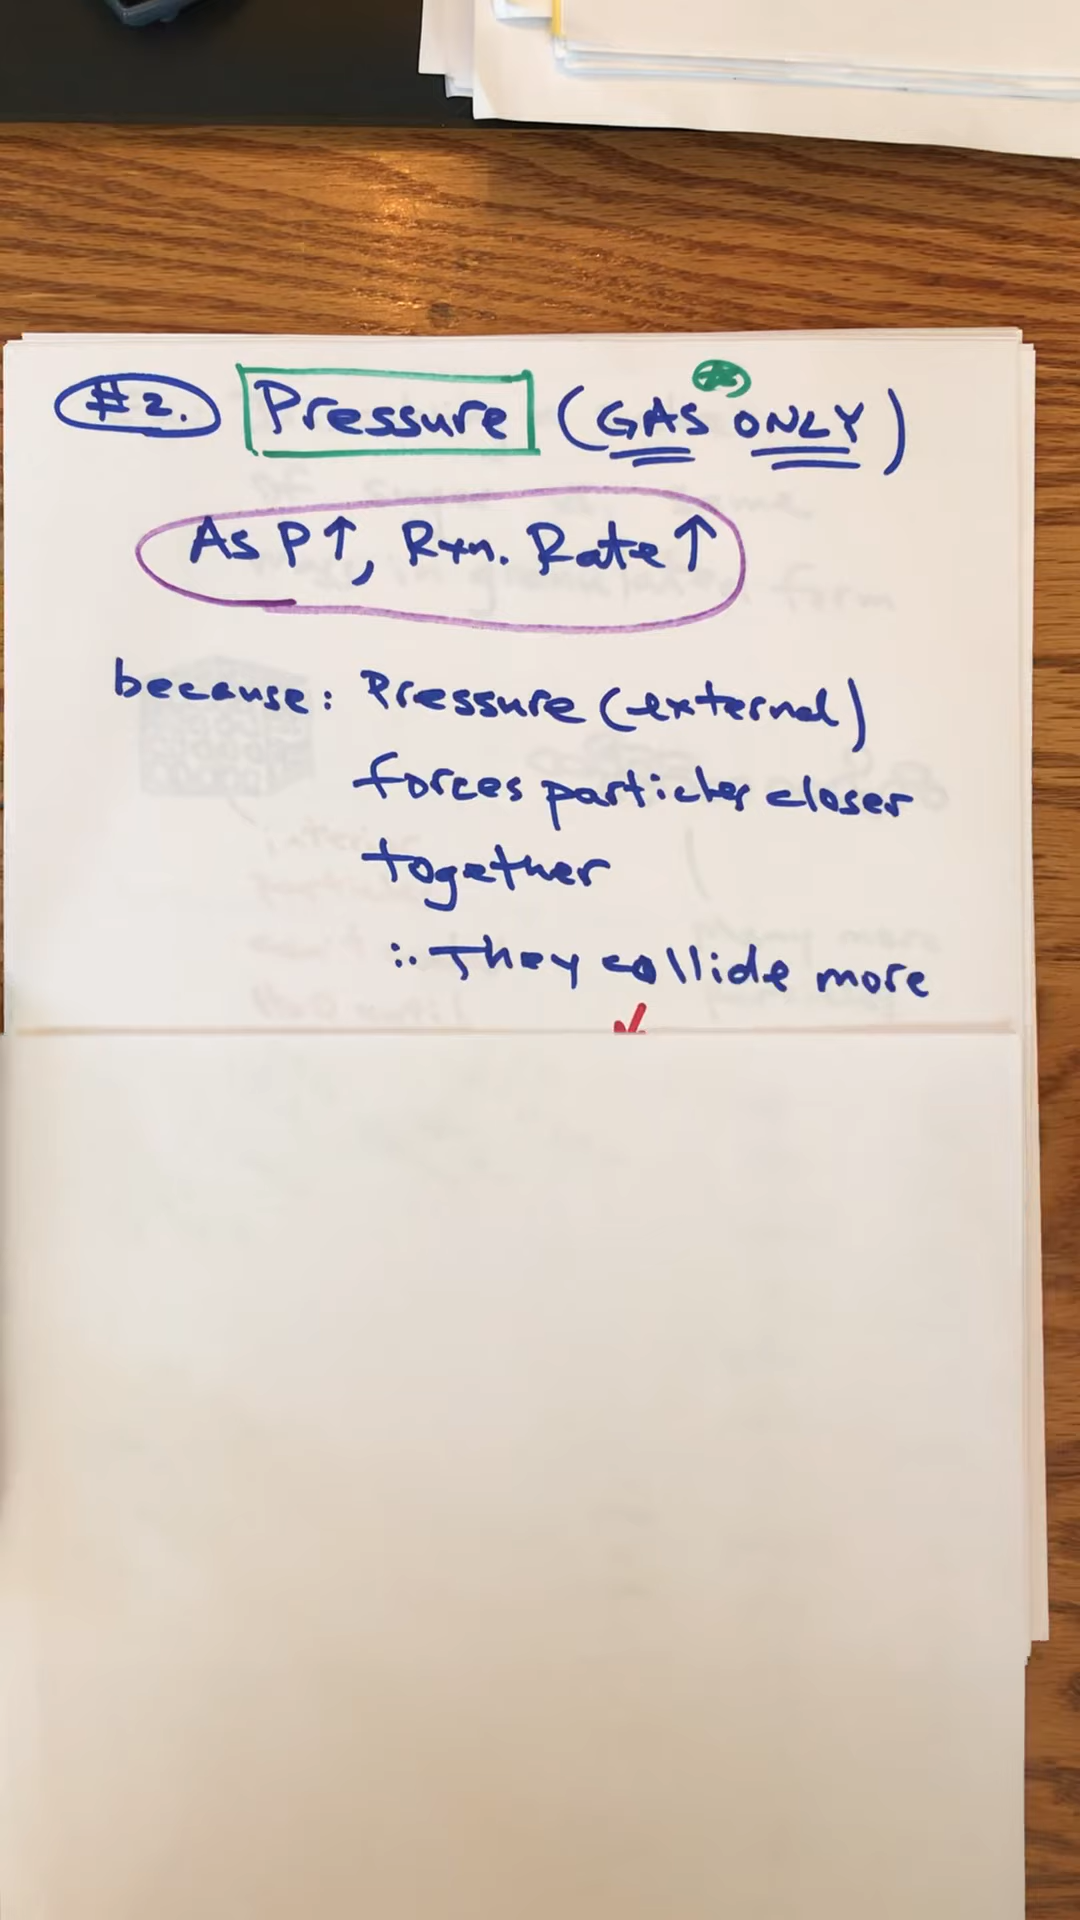 #2. Pressure (GAS ONLY)
As P↑, Rxn. Rate ↑
because: Pressure (external)
forces particles closer
together
∴ They collide more